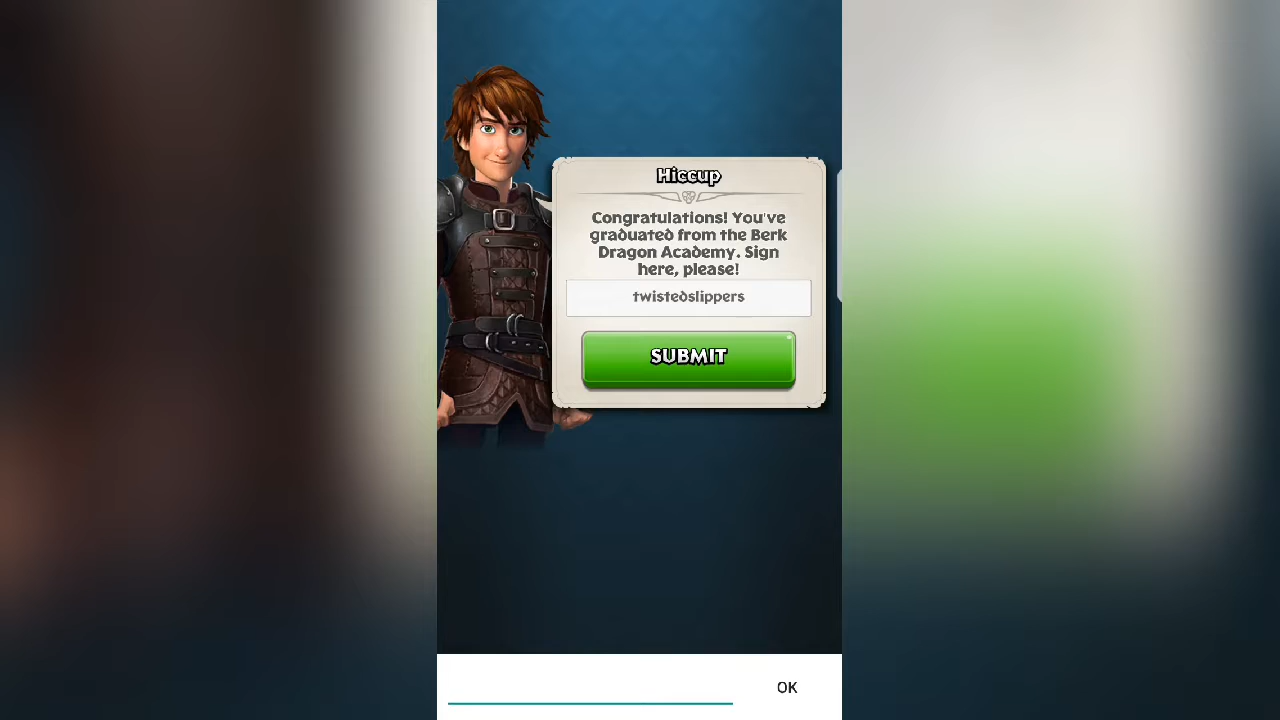 Hiccup
Congratulations! You've
graduated from the Berk
Dragon Academy. Sign
here, please!
twistedslippers
SUBMIT
OK